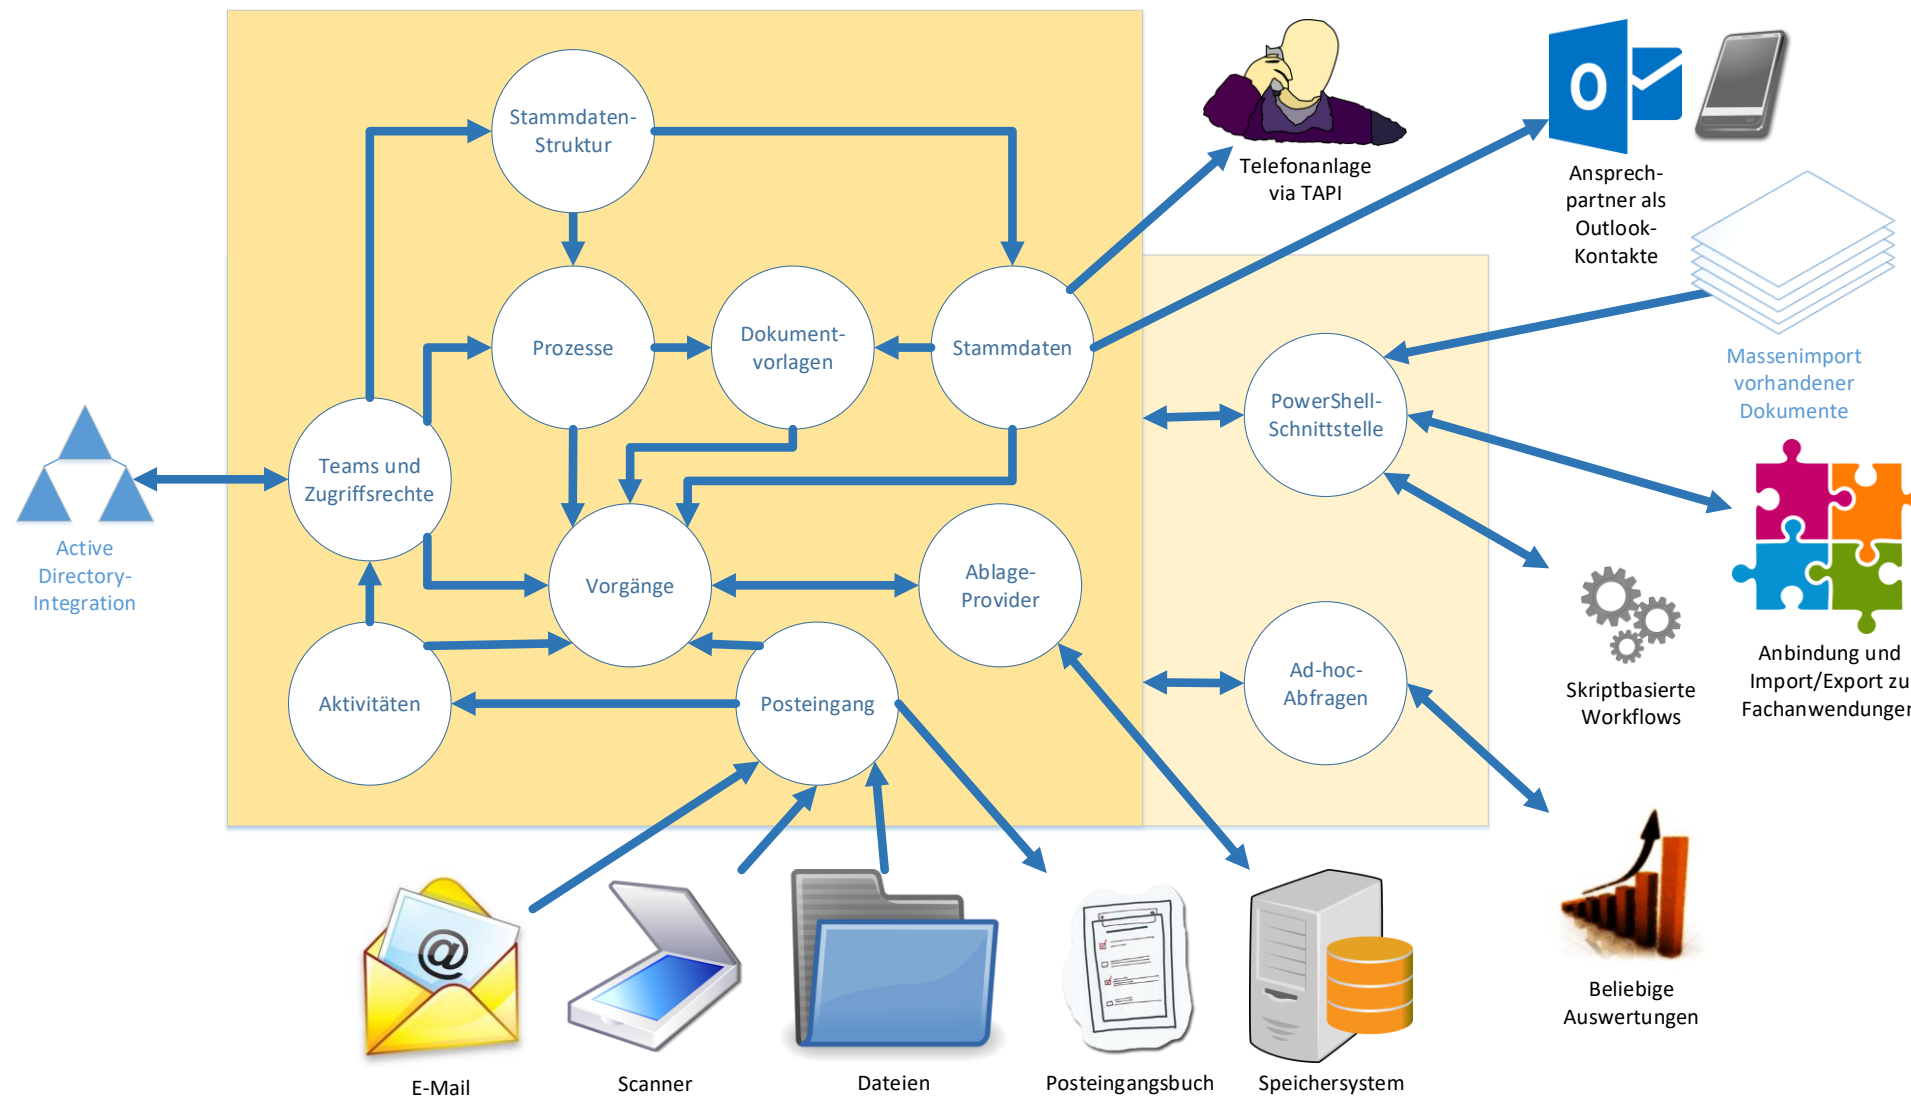 Stammdaten-
Struktur
Telefonanlage
via TAPI
O
Ansprech-
partner als
Outlook-
Kontakte
Prozesse
Dokument-
vorlagen
Stammdaten
Massenimport
vorhandener
Dokumente
PowerShell-
Schnittstelle
Teams und
Zugriffsrechte
Active
Directory-
Integration
Vorgänge
Ablage-
Provider
Aktivitäten
Posteingang
Ad-hoc-
Abfragen
Skriptbasierte
Workflows
Anbindung und
Import/Export zu
Fachanwendungen
@
Beliebige
Auswertungen
E-Mail
Scanner
Dateien
Posteingangsbuch
Speichersystem